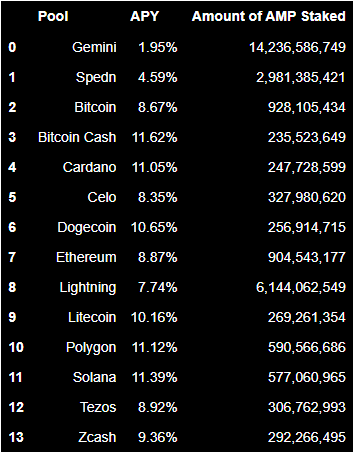 Pool APY Amount of AMP Staked
0 Gemini 1.95% 14,236,586,749
1 Spedn 4.59% 2,981,385,421
2 Bitcoin 8.67% 928,105,434
3 Bitcoin Cash 11.62% 235,523,649
4 Cardano 11.05% 247,728,599
5 Celo 8.35% 327,980,620
6 Dogecoin 10.65% 256,914,715
7 Ethereum 8.87% 904,543,177
8 Lightning 7.74% 6,144,062,549
9 Litecoin 10.16% 269,261,354
10 Polygon 11.12% 590,566,686
11 Solana 11.39% 577,060,965
12 Tezos 8.92% 306,762,993
13 Zcash 9.36% 292,266,495